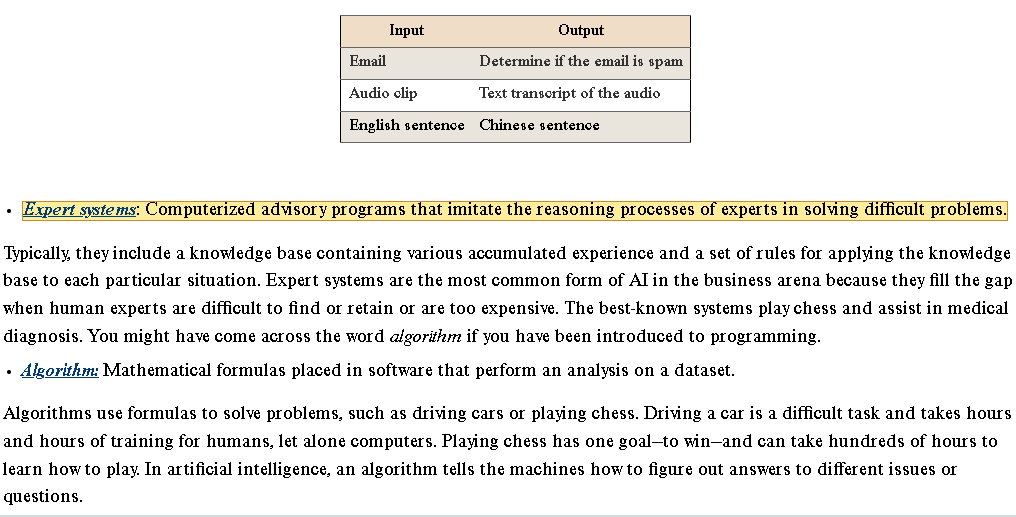 Input Output
Email Determine if the email is spam
Audio clip Text transcript of the audio
English sentence Chinese sentence
• Expert systems: Computerized advisory programs that imitate the reasoning processes of experts in solving difficult problems.
Typically, they include a knowledge base containing various accumulated experience and a set of rules for applying the knowledge
base to each particular situation. Expert systems are the most common form of AI in the business arena because they fill the gap
when human experts are difficult to find or retain or are too expensive. The best-known systems play chess and assist in medical
diagnosis. You might have come across the word algorithm if you have been introduced to programming.
• Algorithm: Mathematical formulas placed in software that perform an analysis on a dataset.
Algorithms use formulas to solve problems, such as driving cars or playing chess. Driving a car is a difficult task and takes hours
and hours of training for humans, let alone computers. Playing chess has one goal—to win—and can take hundreds of hours to
learn how to play. In artificial intelligence, an algorithm tells the machines how to figure out answers to different issues or
questions.